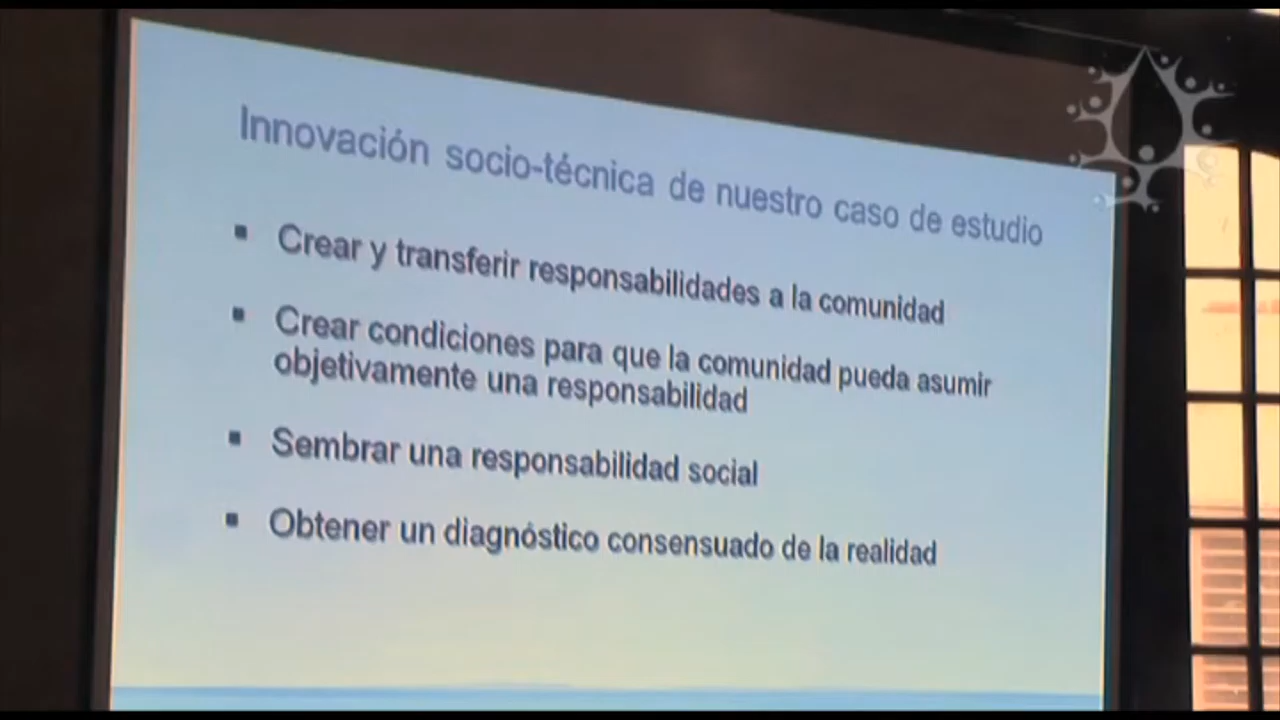 Innovación socio-técnica de nuestro caso de estudio
▪ Crear y transferir responsabilidades a la comunidad
▪ Crear condiciones para que la comunidad pueda asumir
objetivamente una responsabilidad
▪ Sembrar una responsabilidad social
▪ Obtener un diagnóstico consensuado de la realidad